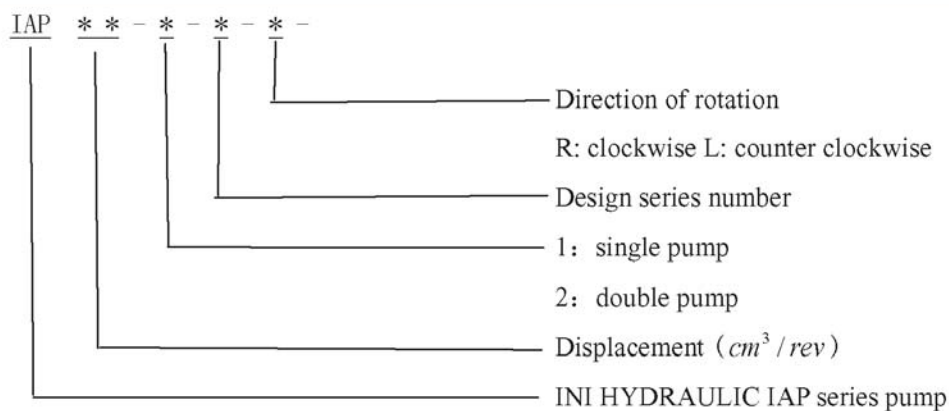 IAP * * - * - * - * -
Direction of rotation
R: clockwise L: counter clockwise
Design series number
1：single pump
2：double pump
Displacement（cm³ / rev）
INI HYDRAULIC IAP series pump